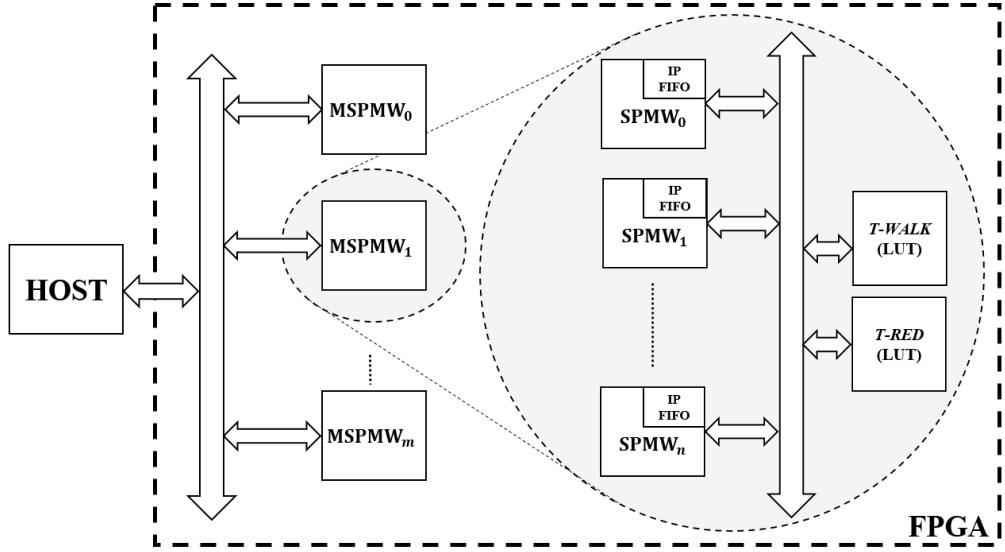 HOST
MSPMW₀
MSPMW₁
MSPMWₘ
IP
FIFO
SPMW₀
IP
FIFO
SPMW₁
IP
FIFO
SPMWₙ
T-WALK
(LUT)
T-RED
(LUT)
FPGA